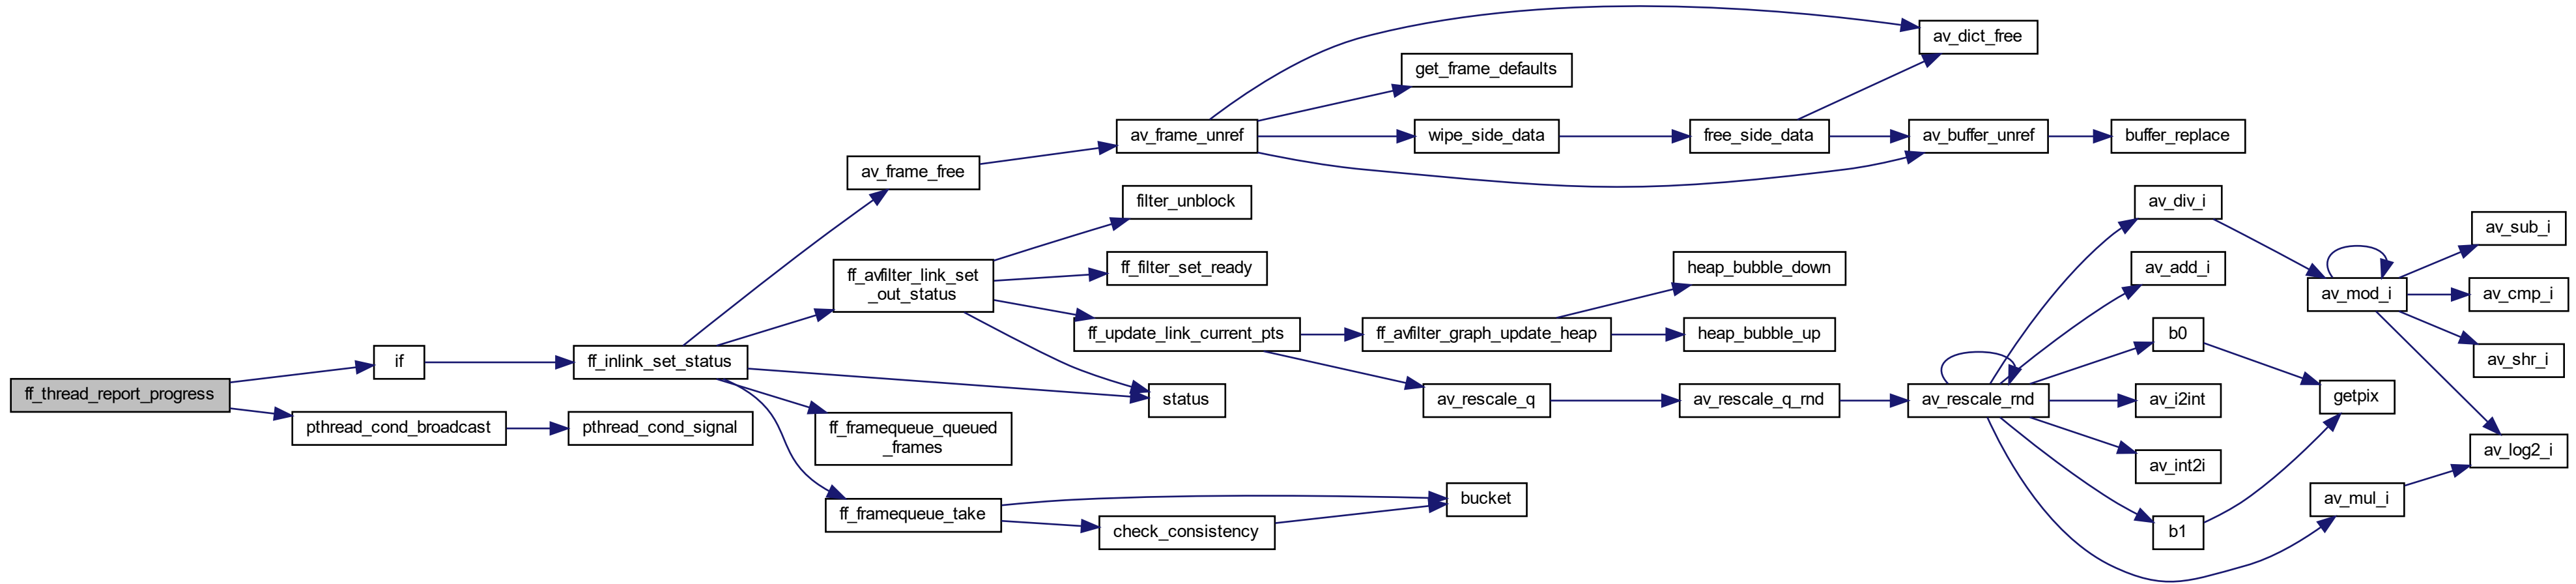 ff_thread_report_progress
if
pthread_cond_broadcast
ff_inlink_set_status
pthread_cond_signal
av_frame_free
ff_avfilter_link_set
_out_status
ff_framequeue_queued
_frames
ff_framequeue_take
av_frame_unref
filter_unblock
ff_filter_set_ready
ff_update_link_current_pts
status
check_consistency
get_frame_defaults
wipe_side_data
ff_avfilter_graph_update_heap
av_rescale_q
bucket
free_side_data
heap_bubble_down
heap_bubble_up
av_rescale_q_rnd
av_dict_free
av_buffer_unref
av_rescale_rnd
buffer_replace
av_div_i
av_add_i
b0
av_i2int
av_int2i
b1
av_mod_i
getpix
av_mul_i
av_sub_i
av_cmp_i
av_shr_i
av_log2_i